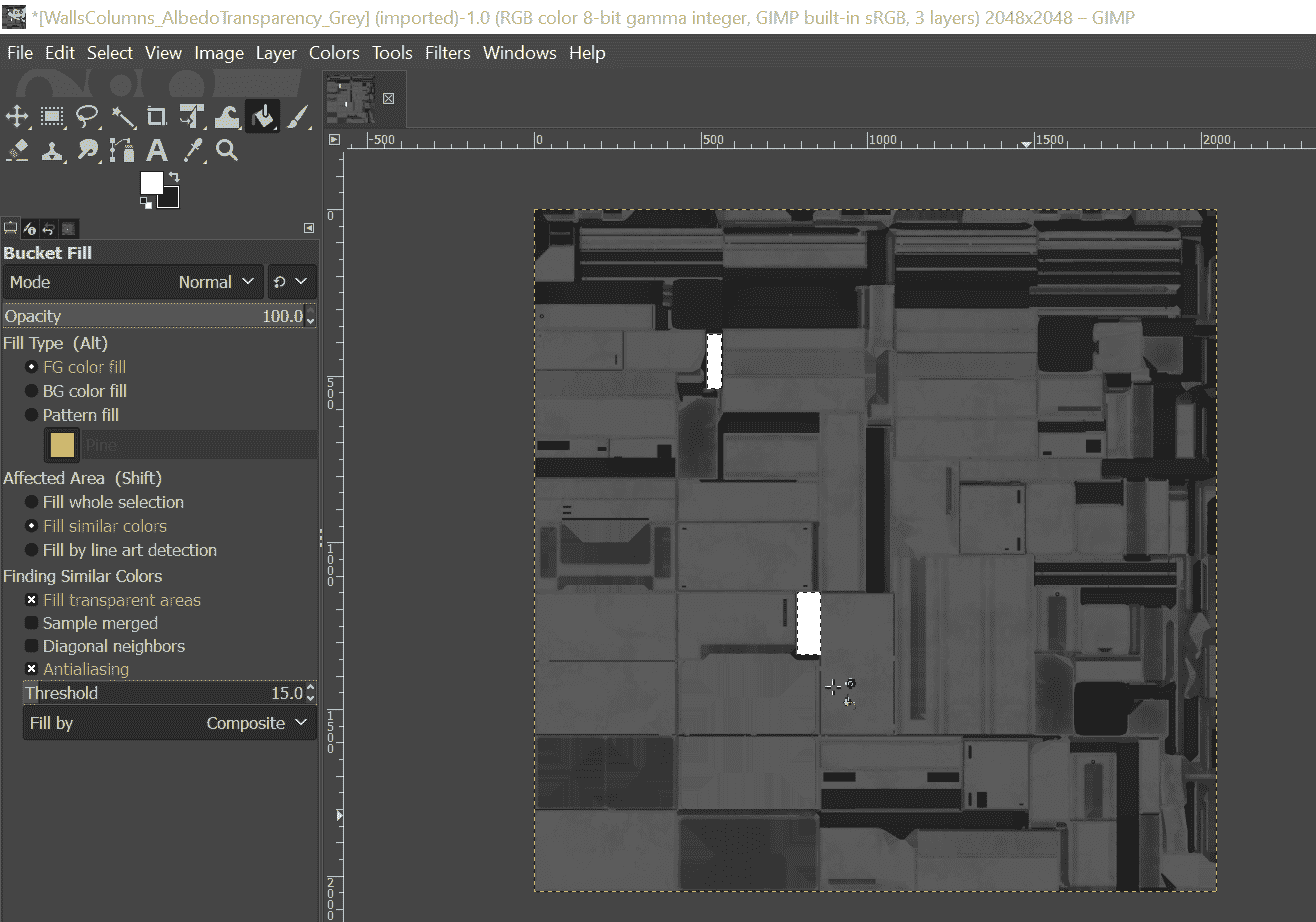 *[WallsColumns_AlbedoTransparency_Grey] (imported)-1.0 (RGB color 8-bit gamma integer, GIMP built-in sRGB, 3 layers) 2048x2048 – GIMP
File Edit Select View Image Layer Colors Tools Filters Windows Help
-500 0 500 1000 1500 2000
Bucket Fill
Mode Normal
Opacity 100.0
Fill Type (Alt)
FG color fill
BG color fill
Pattern fill
Pine
Affected Area (Shift)
Fill whole selection
Fill similar colors
Fill by line art detection
Finding Similar Colors
Fill transparent areas
Sample merged
Diagonal neighbors
Antialiasing
Threshold 15.0
Fill by Composite
0
500
1000
1500
2000